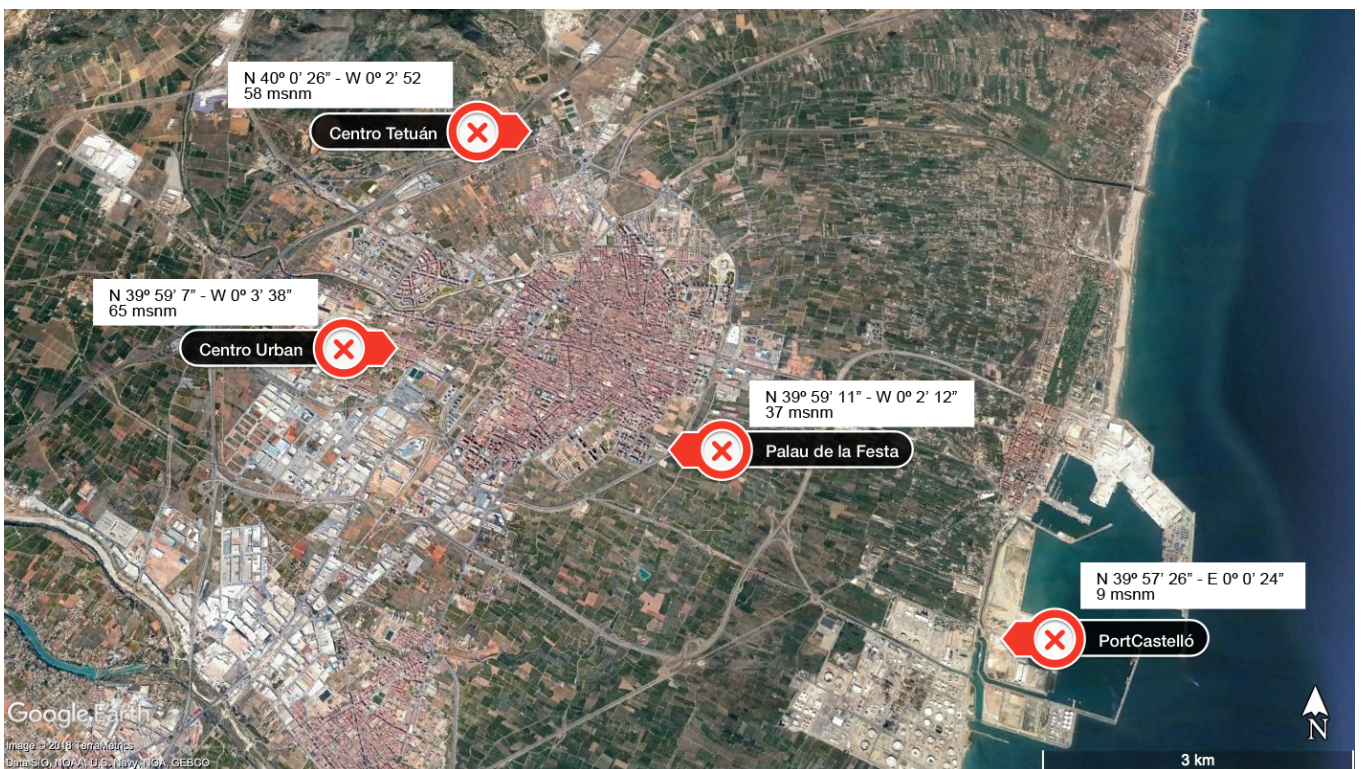 N 40º 0’ 26” - W 0º 2’ 52
58 msnm
Centro Tetuán
N 39º 59’ 7” - W 0º 3’ 38”
65 msnm
Centro Urban
N 39º 59’ 11” - W 0º 2’ 12”
37 msnm
Palau de la Festa
N 39º 57’ 26” - E 0º 0’ 24”
9 msnm
PortCastelló
N
3 km
Google Earth
Image © 2018 TerraMetrics
Data SIO, NOAA, U.S. Navy, NGA, GEBCO